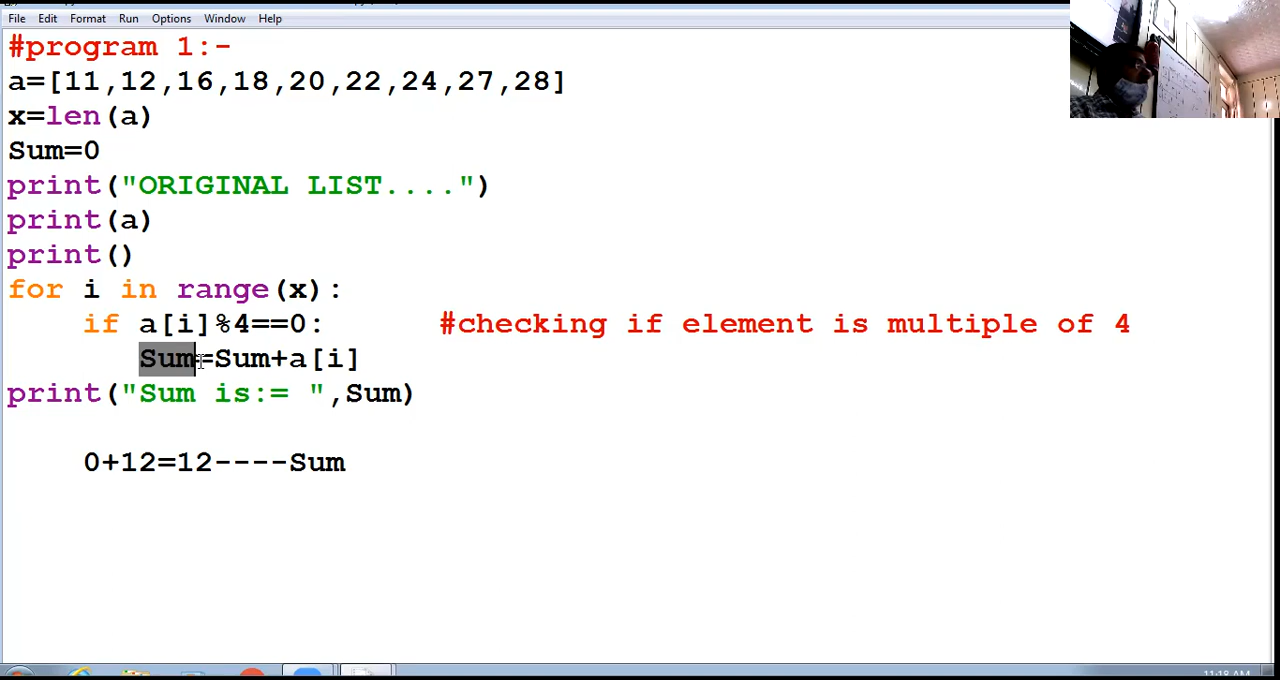 File Edit Format Run Options Window Help
#program 1:-
a=[11,12,16,18,20,22,24,27,28]
x=len(a)
Sum=0
print("ORIGINAL LIST....")
print(a)
print()
for i in range(x):
if a[i]%4==0: #checking if element is multiple of 4
Sum=Sum+a[i]
print("Sum is:= ",Sum)
0+12=12----Sum